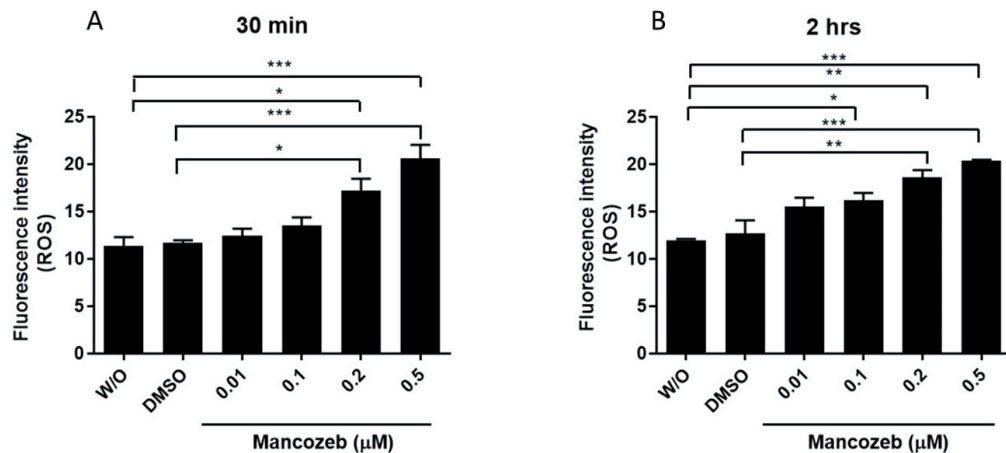 A
30 min
***
*
***
*
Fluorescence intensity
(ROS)
25
20
15
10
5
0
W/O
DMSO
0.01
0.1
0.2
0.5
Mancozeb (μM)
B
2 hrs
***
**
*
***
**
Fluorescence intensity
(ROS)
25
20
15
10
5
0
W/O
DMSO
0.01
0.1
0.2
0.5
Mancozeb (μM)